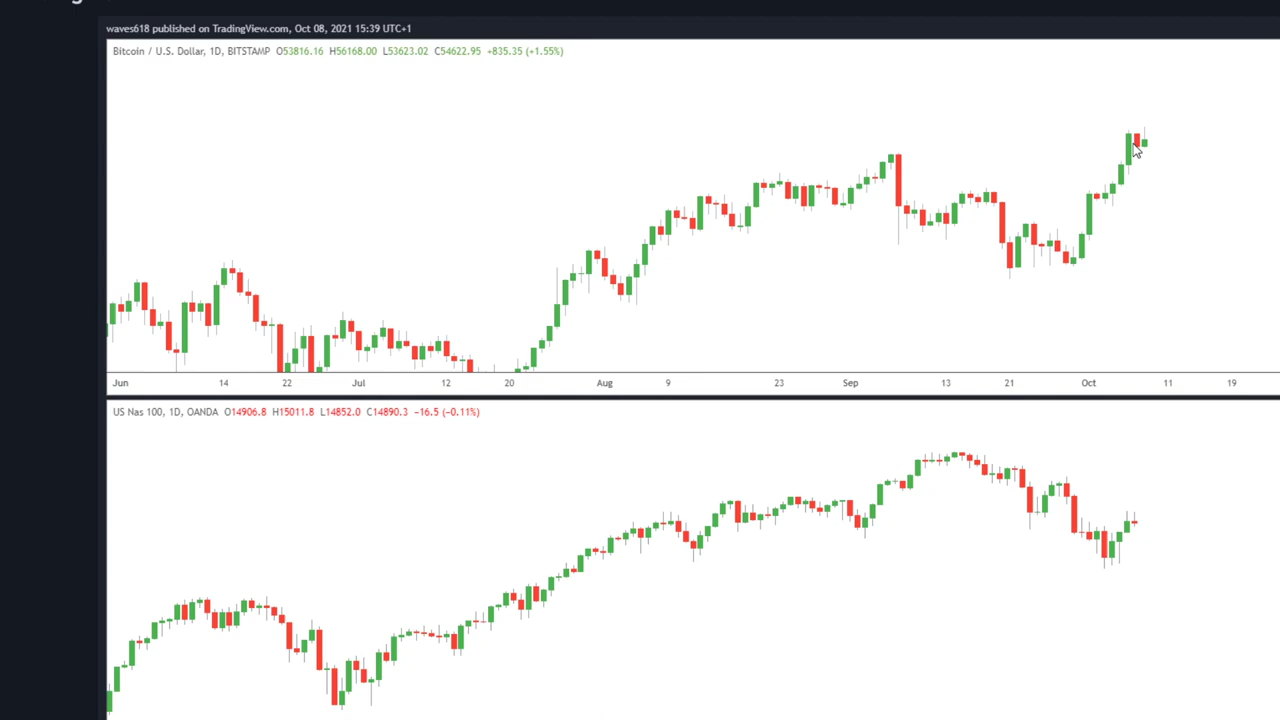 waves618 published on TradingView.com, Oct 08, 2021 15:39 UTC+1
Bitcoin / U.S. Dollar, 1D, BITSTAMP O53816.16 H56168.00 L53623.02 C54622.95 +835.35 (+1.55%)
Jun 14 22 Jul 12 20 Aug 9 23 Sep 13 21 Oct 11 19
US Nas 100, 1D, OANDA O14906.8 H15011.8 L14852.0 C14890.3 −16.5 (−0.11%)